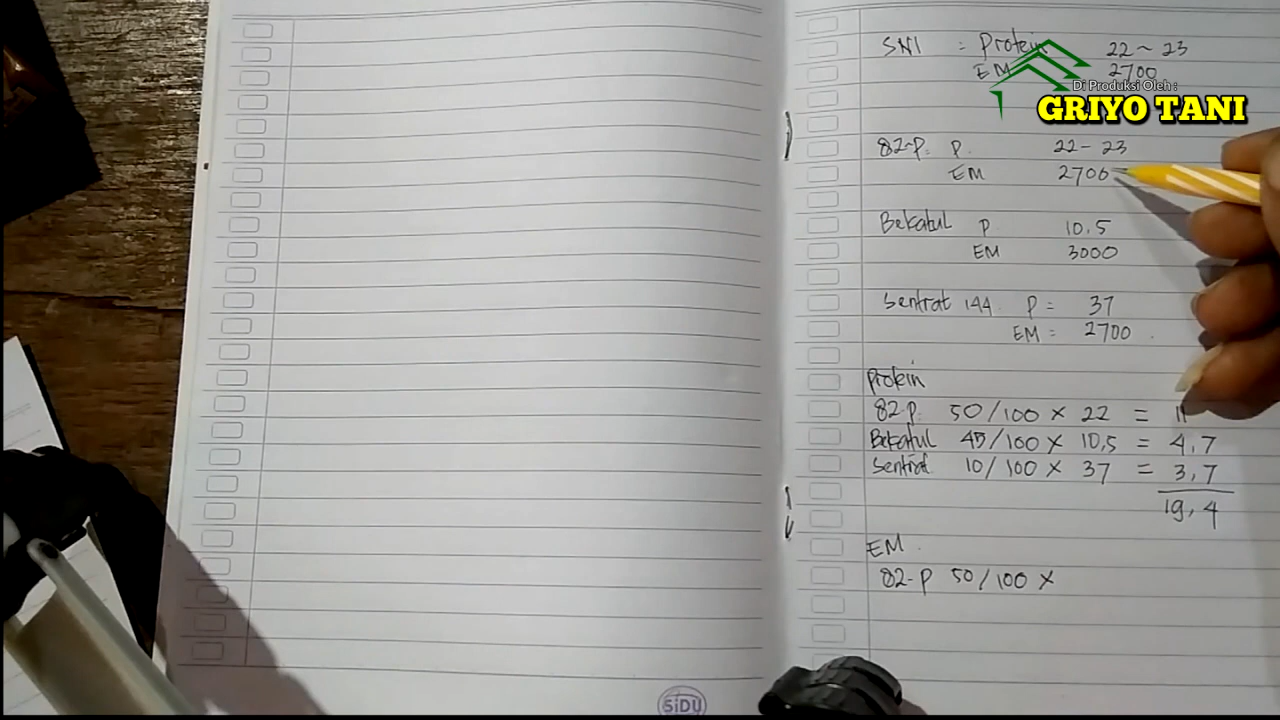 SNI : Protein 22 ~ 23
EM 2700
Di Produksi Oleh :
GRIYO TANI
82-P. P. 22 - 23
EM 2700
Bekatul P 10,5
EM 3000
Sentrat 144 P = 37
EM = 2700
Protein
82-P. 50/100 x 22 = 11
Bekatul 45/100 x 10,5 = 4,7
Sentrat 10/100 x 37 = 3,7
19,4
EM
82-P 50/100 x
SiDU